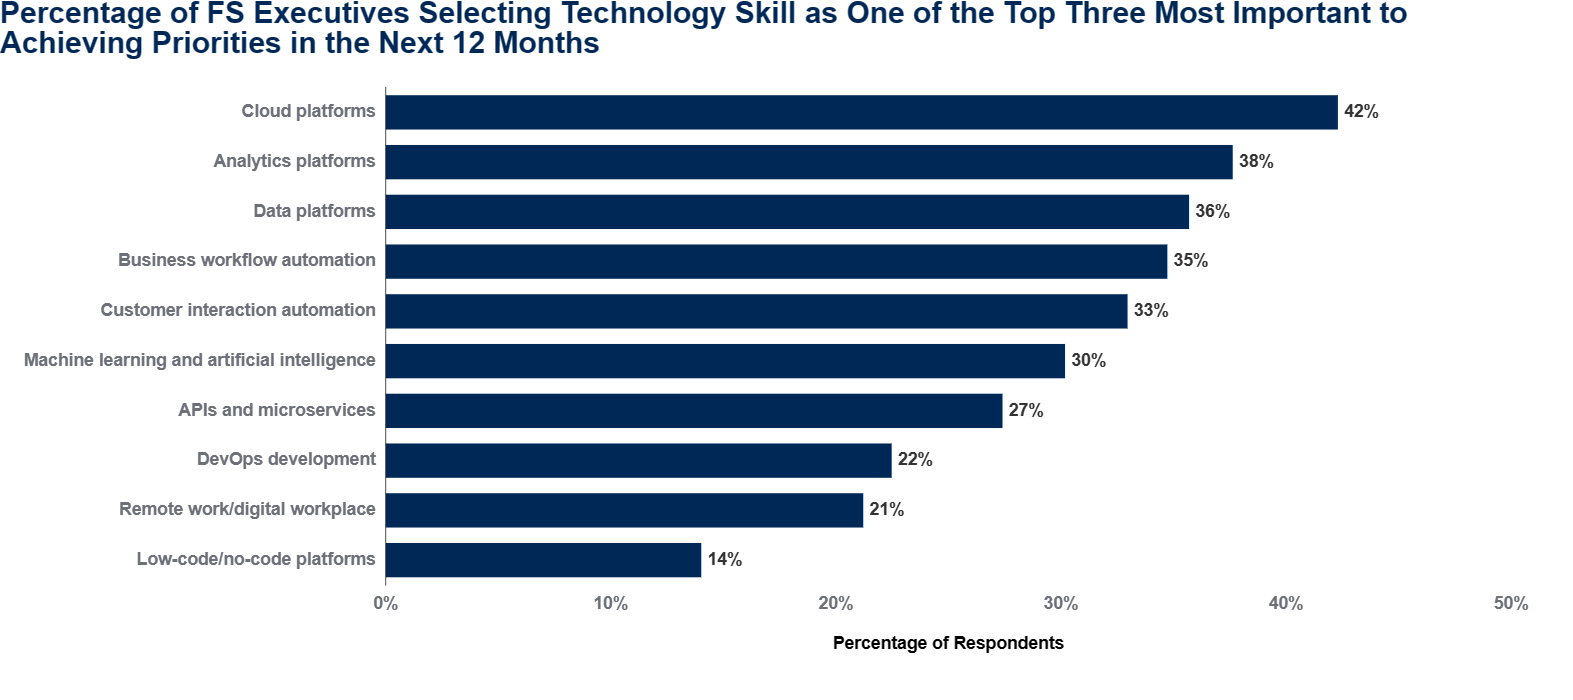 Percentage of FS Executives Selecting Technology Skill as One of the Top Three Most Important to
Achieving Priorities in the Next 12 Months
Cloud platforms 42%
Analytics platforms 38%
Data platforms 36%
Business workflow automation 35%
Customer interaction automation 33%
Machine learning and artificial intelligence 30%
APIs and microservices 27%
DevOps development 22%
Remote work/digital workplace 21%
Low-code/no-code platforms 14%
0% 10% 20% 30% 40% 50%
Percentage of Respondents